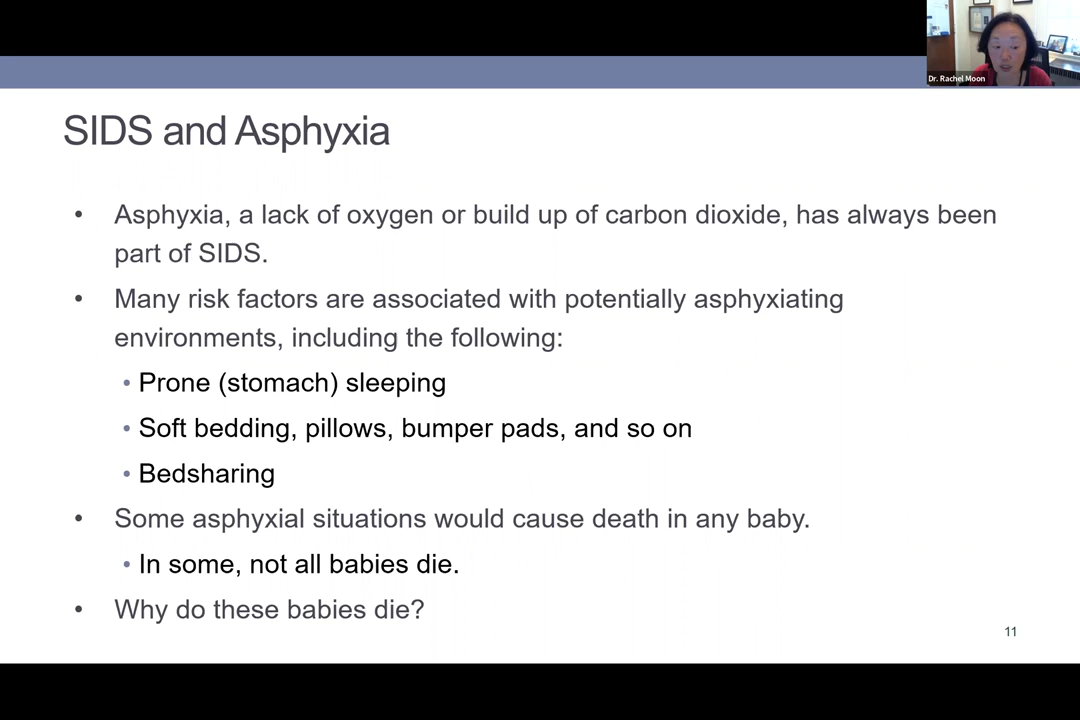 Dr. Rachel Moon
SIDS and Asphyxia
• Asphyxia, a lack of oxygen or build up of carbon dioxide, has always been
part of SIDS.
• Many risk factors are associated with potentially asphyxiating
environments, including the following:
• Prone (stomach) sleeping
• Soft bedding, pillows, bumper pads, and so on
• Bedsharing
• Some asphyxial situations would cause death in any baby.
• In some, not all babies die.
• Why do these babies die?
11